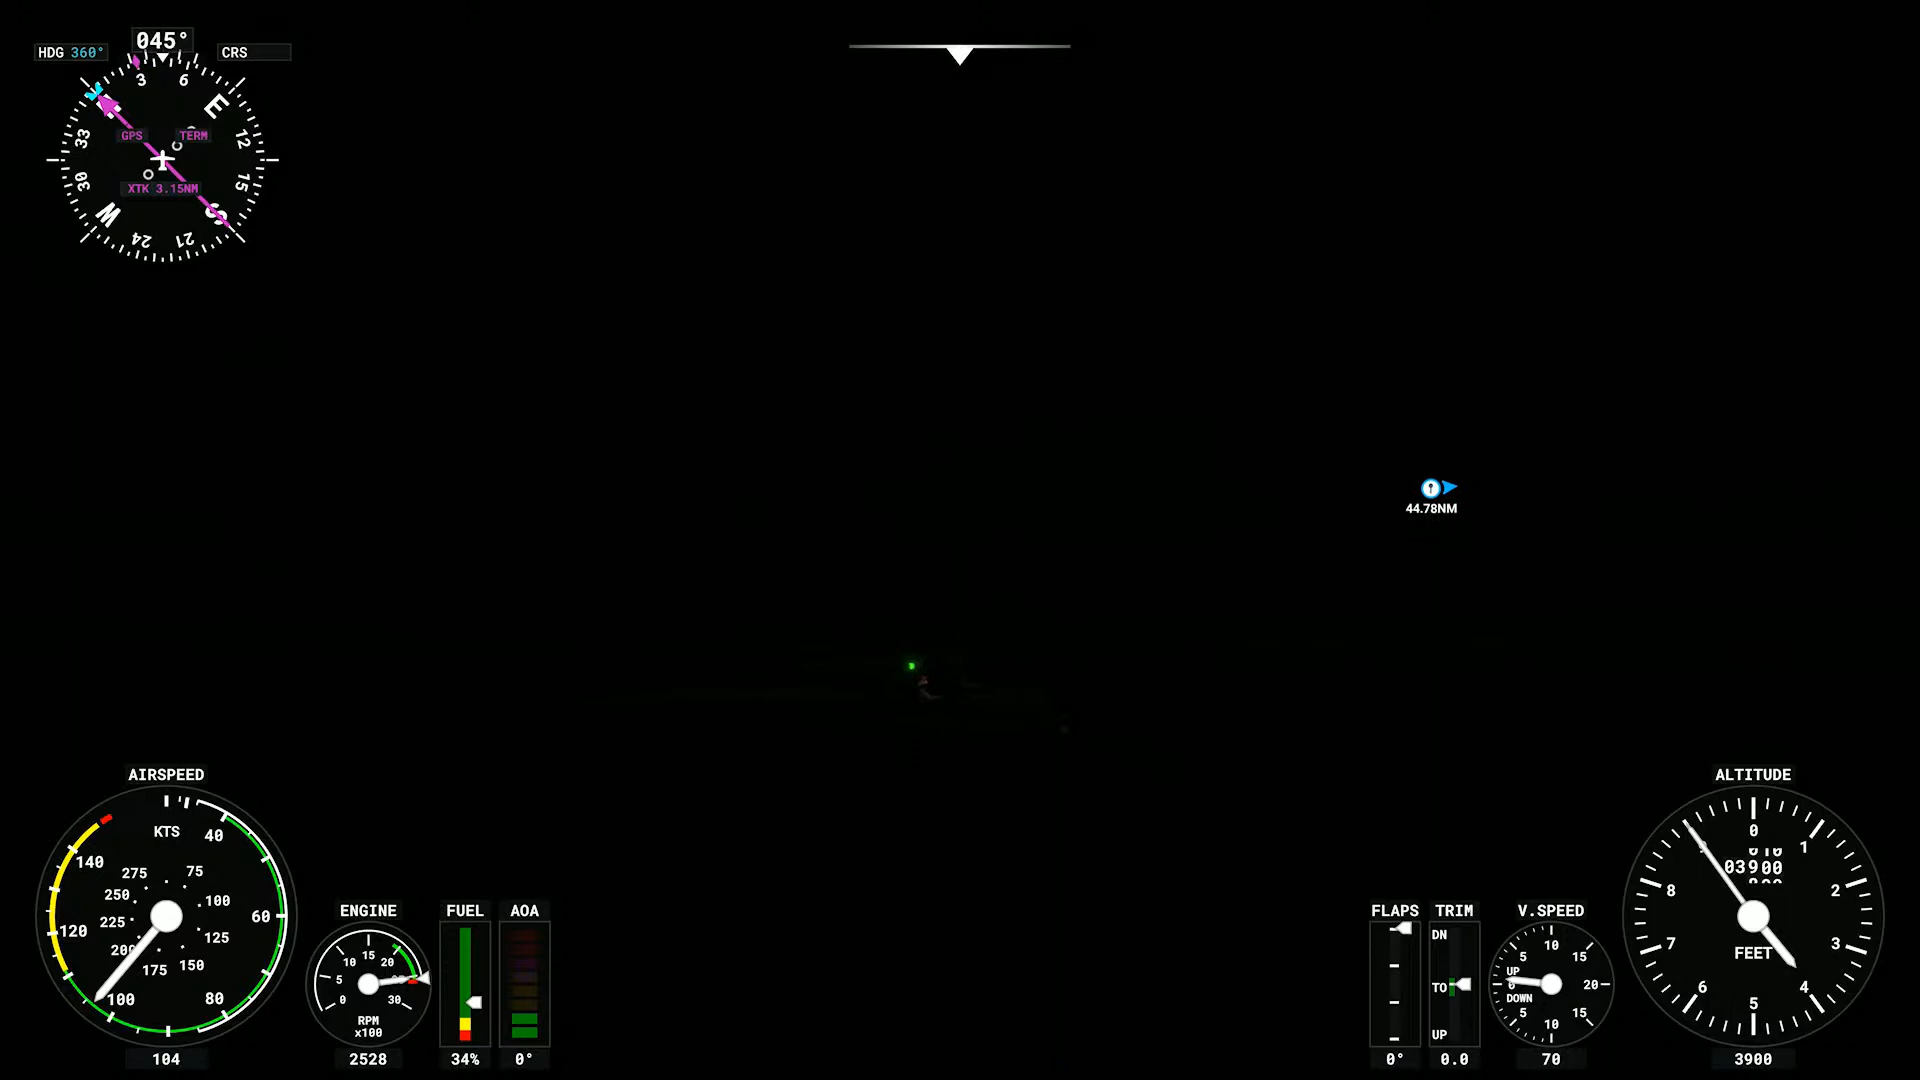 045°
HDG 360°
CRS
3 6
E
33
12
GPS TERM
XTK 3.15NM
30
15
W
S
24 21
44.78NM
AIRSPEED
KTS
40
60
80
100
120
140
75
100
125
150
175
200
225
250
275
104
ENGINE
0
5
10
15
20
30
RPM
x100
2528
FUEL
34%
AOA
0°
FLAPS
0°
TRIM
DN
TO
UP
0.0
V.SPEED
10
5 15
UP
0
20
DOWN
5 15
10
70
ALTITUDE
0
1
2
3
4
5
6
7
8
03900
FEET
3900